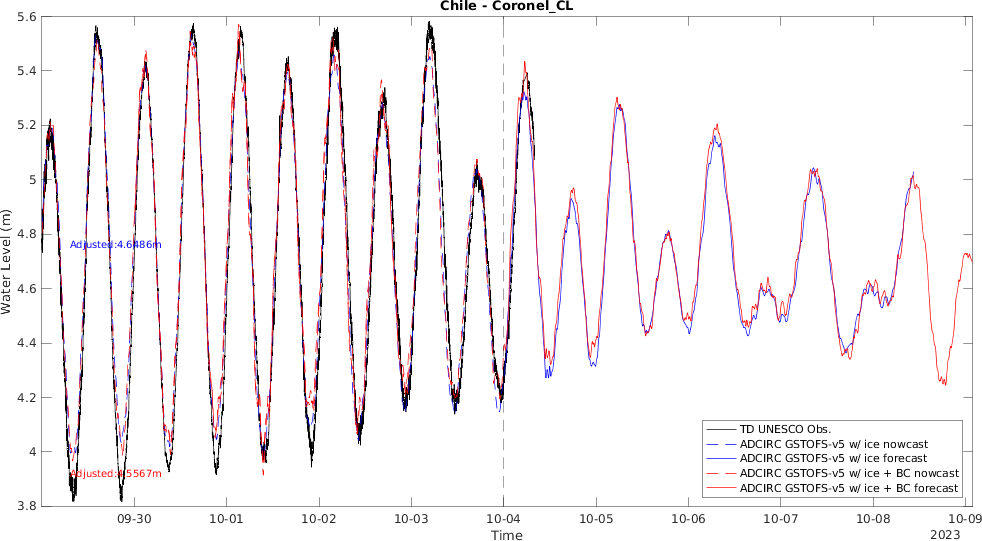 Chile - Coronel_CL
5.6
5.4
5.2
5
4.8
4.6
4.4
4.2
4
3.8
Water Level (m)
Adjusted:4.6486m
Adjusted:4.5567m
TD UNESCO Obs.
ADCIRC GSTOFS-v5 w/ ice nowcast
ADCIRC GSTOFS-v5 w/ ice forecast
ADCIRC GSTOFS-v5 w/ ice + BC nowcast
ADCIRC GSTOFS-v5 w/ ice + BC forecast
09-30 10-01 10-02 10-03 10-04 10-05 10-06 10-07 10-08 10-09
Time
2023